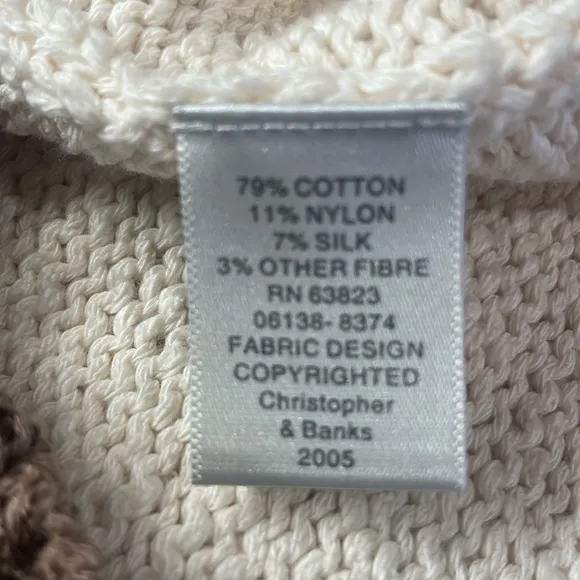 79% COTTON
11% NYLON
7% SILK
3% OTHER FIBRE
RN 63823
06138-8374
FABRIC DESIGN
COPYRIGHTED
Christopher
& Banks
2005